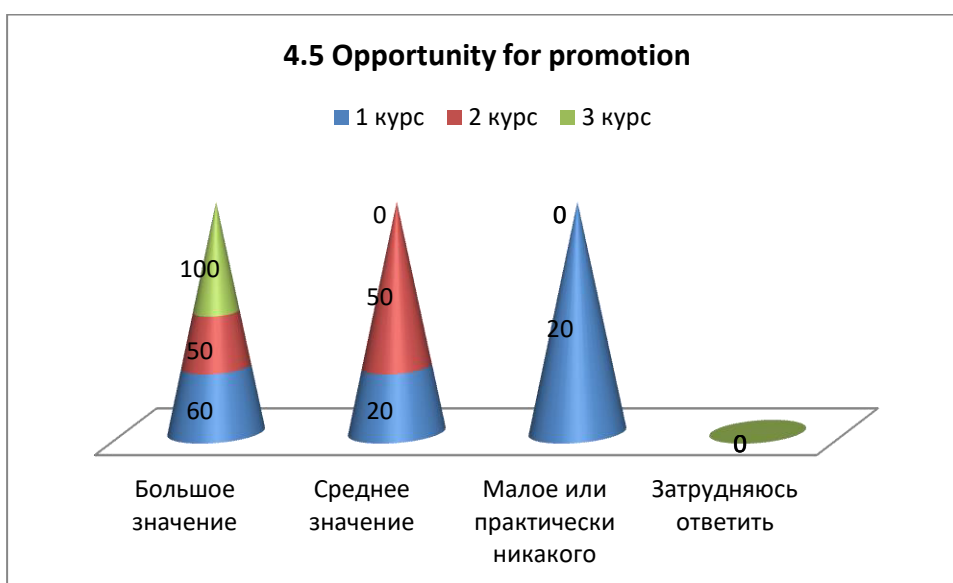 4.5 Opportunity for promotion
1 курс 2 курс 3 курс
0 0
100
50
20
50
60 20
0
Большое значение
Среднее значение
Малое или практически никакого
Затрудняюсь ответить